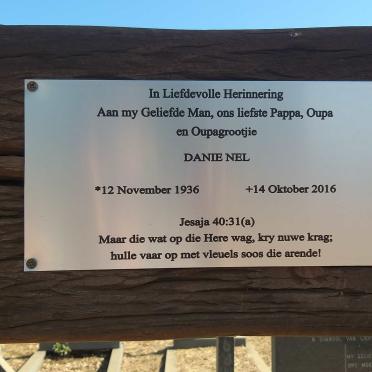 In Liefdevolle Herinnering
Aan my Geliefde Man, ons liefste Pappa, Oupa
en Oupagrootjie
DANIE NEL
*12 November 1936 +14 Oktober 2016
Jesaja 40:31(a)
Maar die wat op die Here wag, kry nuwe krag;
hulle vaar op met vleuels soos die arende!